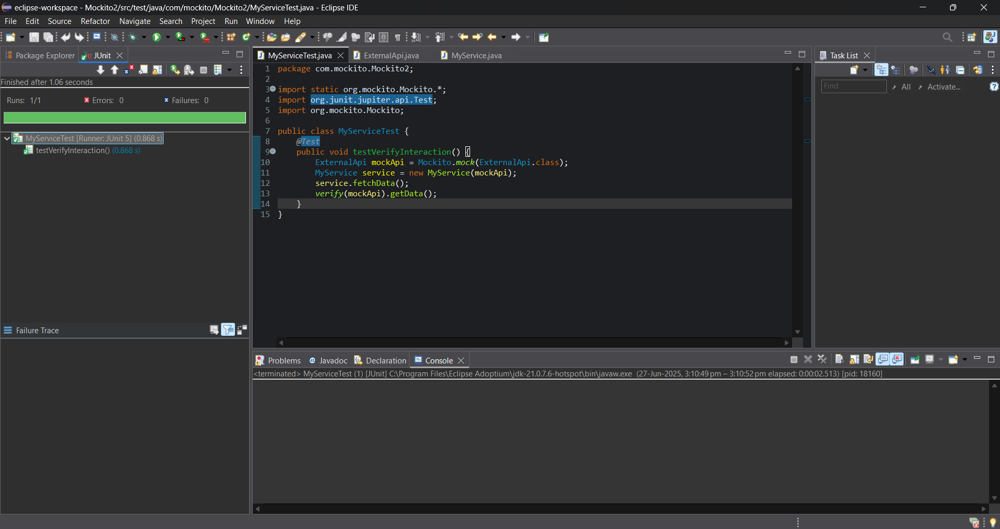 eclipse-workspace - Mockito2/src/test/java/com/mockito/Mockito2/MyServiceTest.java - Eclipse IDE
File Edit Source Refactor Navigate Search Project Run Window Help
Package Explorer JUnit
Finished after 1.06 seconds
Runs: 1/1 Errors: 0 Failures: 0
MyServiceTest [Runner: JUnit 5] (0.868 s)
testVerifyInteraction() (0.868 s)
Failure Trace
MyServiceTest.java ExternalApi.java MyService.java
1 package com.mockito.Mockito2;
2
3 import static org.mockito.Mockito.*;
4 import org.junit.jupiter.api.Test;
5 import org.mockito.Mockito;
6
7 public class MyServiceTest {
8 @Test
9 public void testVerifyInteraction() {
10 ExternalApi mockApi = Mockito.mock(ExternalApi.class);
11 MyService service = new MyService(mockApi);
12 service.fetchData();
13 verify(mockApi).getData();
14 }
15 }
Task List
Find All Activate...
Problems Javadoc Declaration Console
<terminated> MyServiceTest (1) [JUnit] C:\Program Files\Eclipse Adoptium\jdk-21.0.7.6-hotspot\bin\javaw.exe (27-Jun-2025, 3:10:49 pm – 3:10:52 pm elapsed: 0:00:02.513) [pid: 18160]